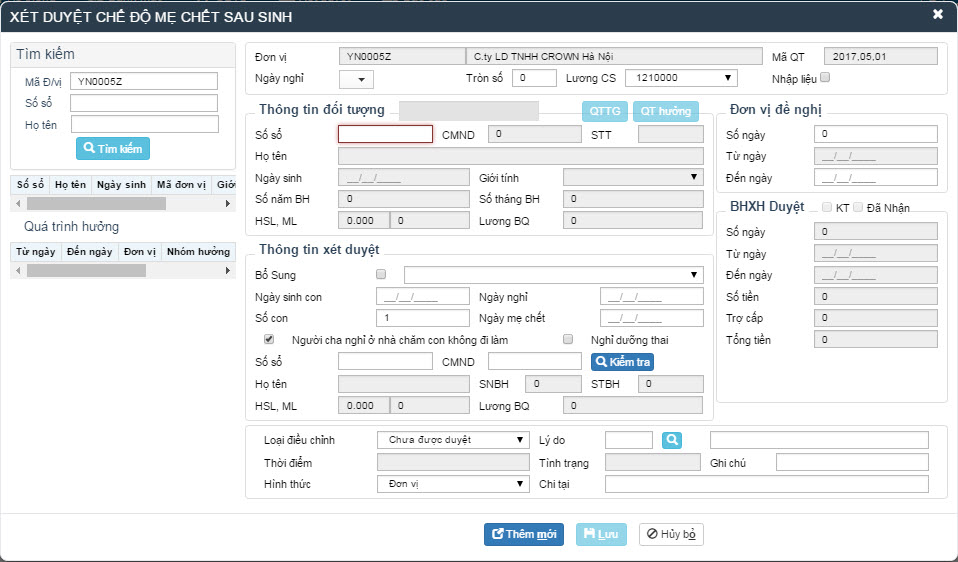 XÉT DUYỆT CHẾ ĐỘ MẸ CHẾT SAU SINH
Tìm kiếm
Mã Đ/vị YN0005Z
Số sổ
Họ tên
Tìm kiếm
Số sổ Họ tên Ngày sinh Mã đơn vị Giới
Quá trình hưởng
Từ ngày Đến ngày Đơn vị Nhóm hưởng
Đơn vị YN0005Z C.ty LD TNHH CROWN Hà Nội Mã QT 2017,05,01
Ngày nghỉ Tròn số 0 Lương CS 1210000 Nhập liệu
Thông tin đối tượng QTTG QT hưởng
Số sổ CMND 0 STT
Họ tên
Ngày sinh __/__/____ Giới tính
Số năm BH 0 Số tháng BH 0
HSL, ML 0.000 0 Lương BQ 0
Đơn vị đề nghị
Số ngày 0
Từ ngày __/__/____
Đến ngày __/__/____
BHXH Duyệt KT Đã Nhận
Số ngày 0
Từ ngày __/__/____
Đến ngày __/__/____
Số tiền 0
Trợ cấp 0
Tổng tiền 0
Thông tin xét duyệt
Bổ Sung
Ngày sinh con __/__/____ Ngày nghỉ __/__/____
Số con 1 Ngày mẹ chết __/__/____
Người cha nghỉ ở nhà chăm con không đi làm Nghỉ dưỡng thai
Số sổ CMND Kiểm tra
Họ tên SNBH 0 STBH 0
HSL, ML 0.000 0 Lương BQ 0
Loại điều chỉnh Chưa được duyệt Lý do
Thời điểm Tình trạng Ghi chú
Hình thức Đơn vị Chi tại
Thêm mới Lưu Hủy bỏ